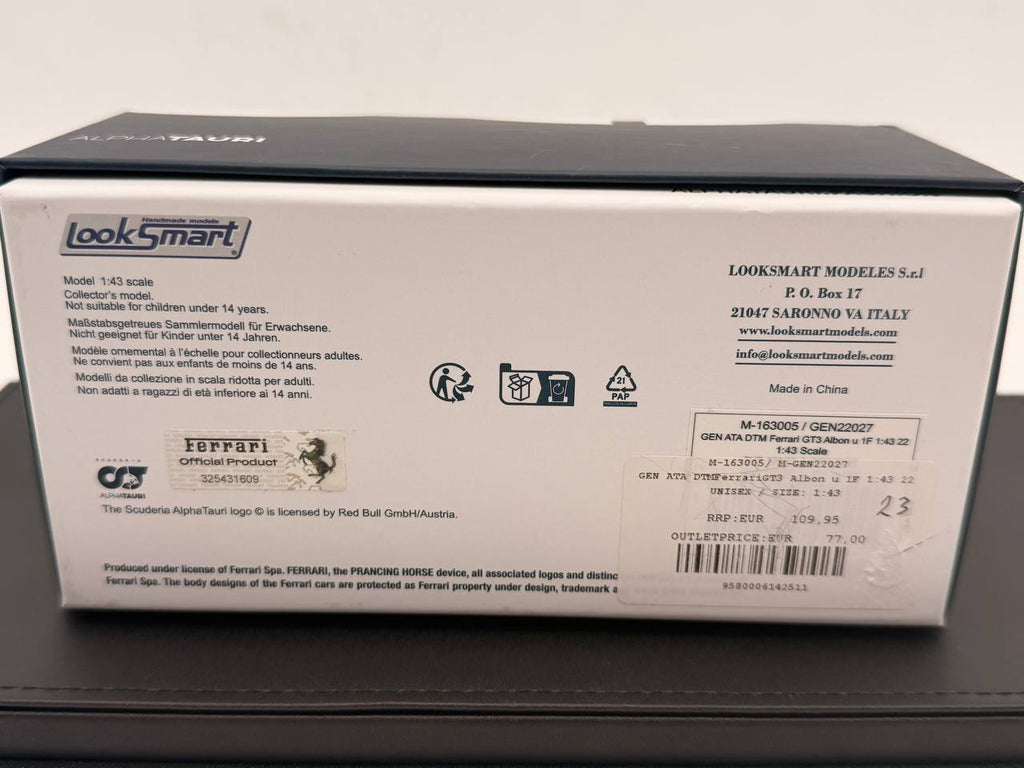 ALPHATAURI
Handmade models
LookSmart
Model 1:43 scale
Collector's model.
Not suitable for children under 14 years.
Maßstabsgetreues Sammlermodell für Erwachsene.
Nicht geeignet für Kinder unter 14 Jahren.
Modèle ornemental à l'échelle pour collectionneurs adultes.
Ne convient pas aux enfants de moins de 14 ans.
Modelli da collezione in scala ridotta per adulti.
Non adatti a ragazzi di età inferiore ai 14 anni.
21
PAP
LOOKSMART MODELES S.r.l
P. O. Box 17
21047 SARONNO VA ITALY
www.looksmartmodels.com
info@looksmartmodels.com
Made in China
Ferrari
Official Product
325431609
SCUDERIA
ALPHATAURI
The Scuderia AlphaTauri logo © is licensed by Red Bull GmbH/Austria.
Produced under license of Ferrari Spa. FERRARI, the PRANCING HORSE device, all associated logos and distinc
Ferrari Spa. The body designs of the Ferrari cars are protected as Ferrari property under design, trademark a
M-163005 / GEN22027
GEN ATA DTM Ferrari GT3 Albon u 1F 1:43 22
1:43 Scale
M-163005/ M-GEN22027
GEN ATA DTMFerrariGT3 Albon u 1F 1:43 22
UNISEX / SIZE: 1:43
23
RRP:EUR 109,95
OUTLETPRICE:EUR 77,00
9580006142511